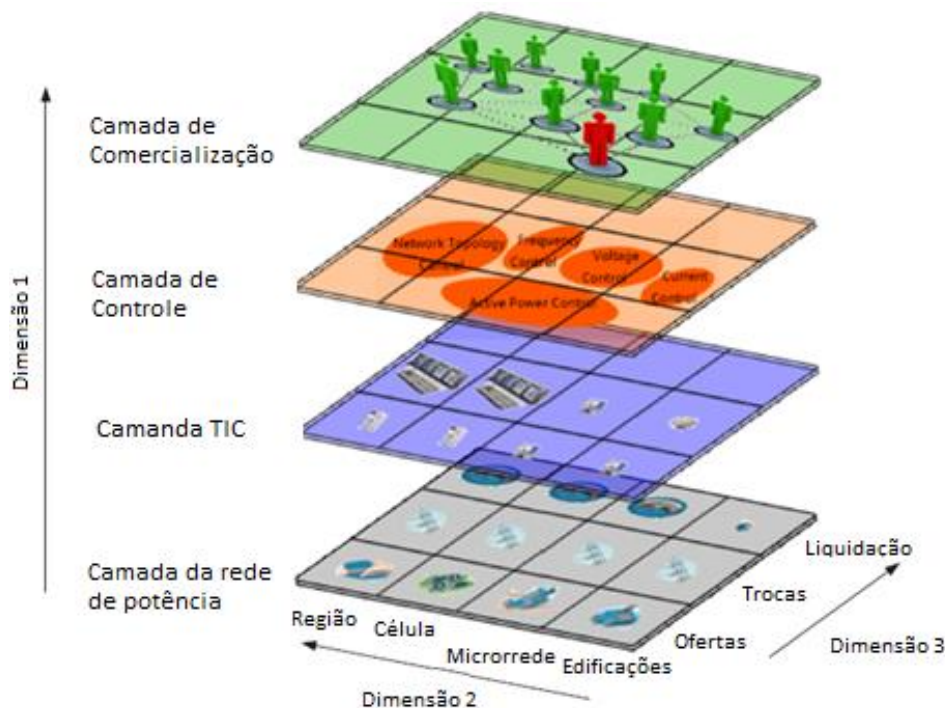 Camada de
Comercialização
Network Topology
Control
Frequency
Control
Voltage
Control
Current
Control
Active Power Control
Camada de
Controle
Dimensão 1
Camanda TIC
Camada da rede
de potência
Liquidação
Trocas
Ofertas
Dimensão 3
Região
Célula
Microrrede
Edificações
Dimensão 2